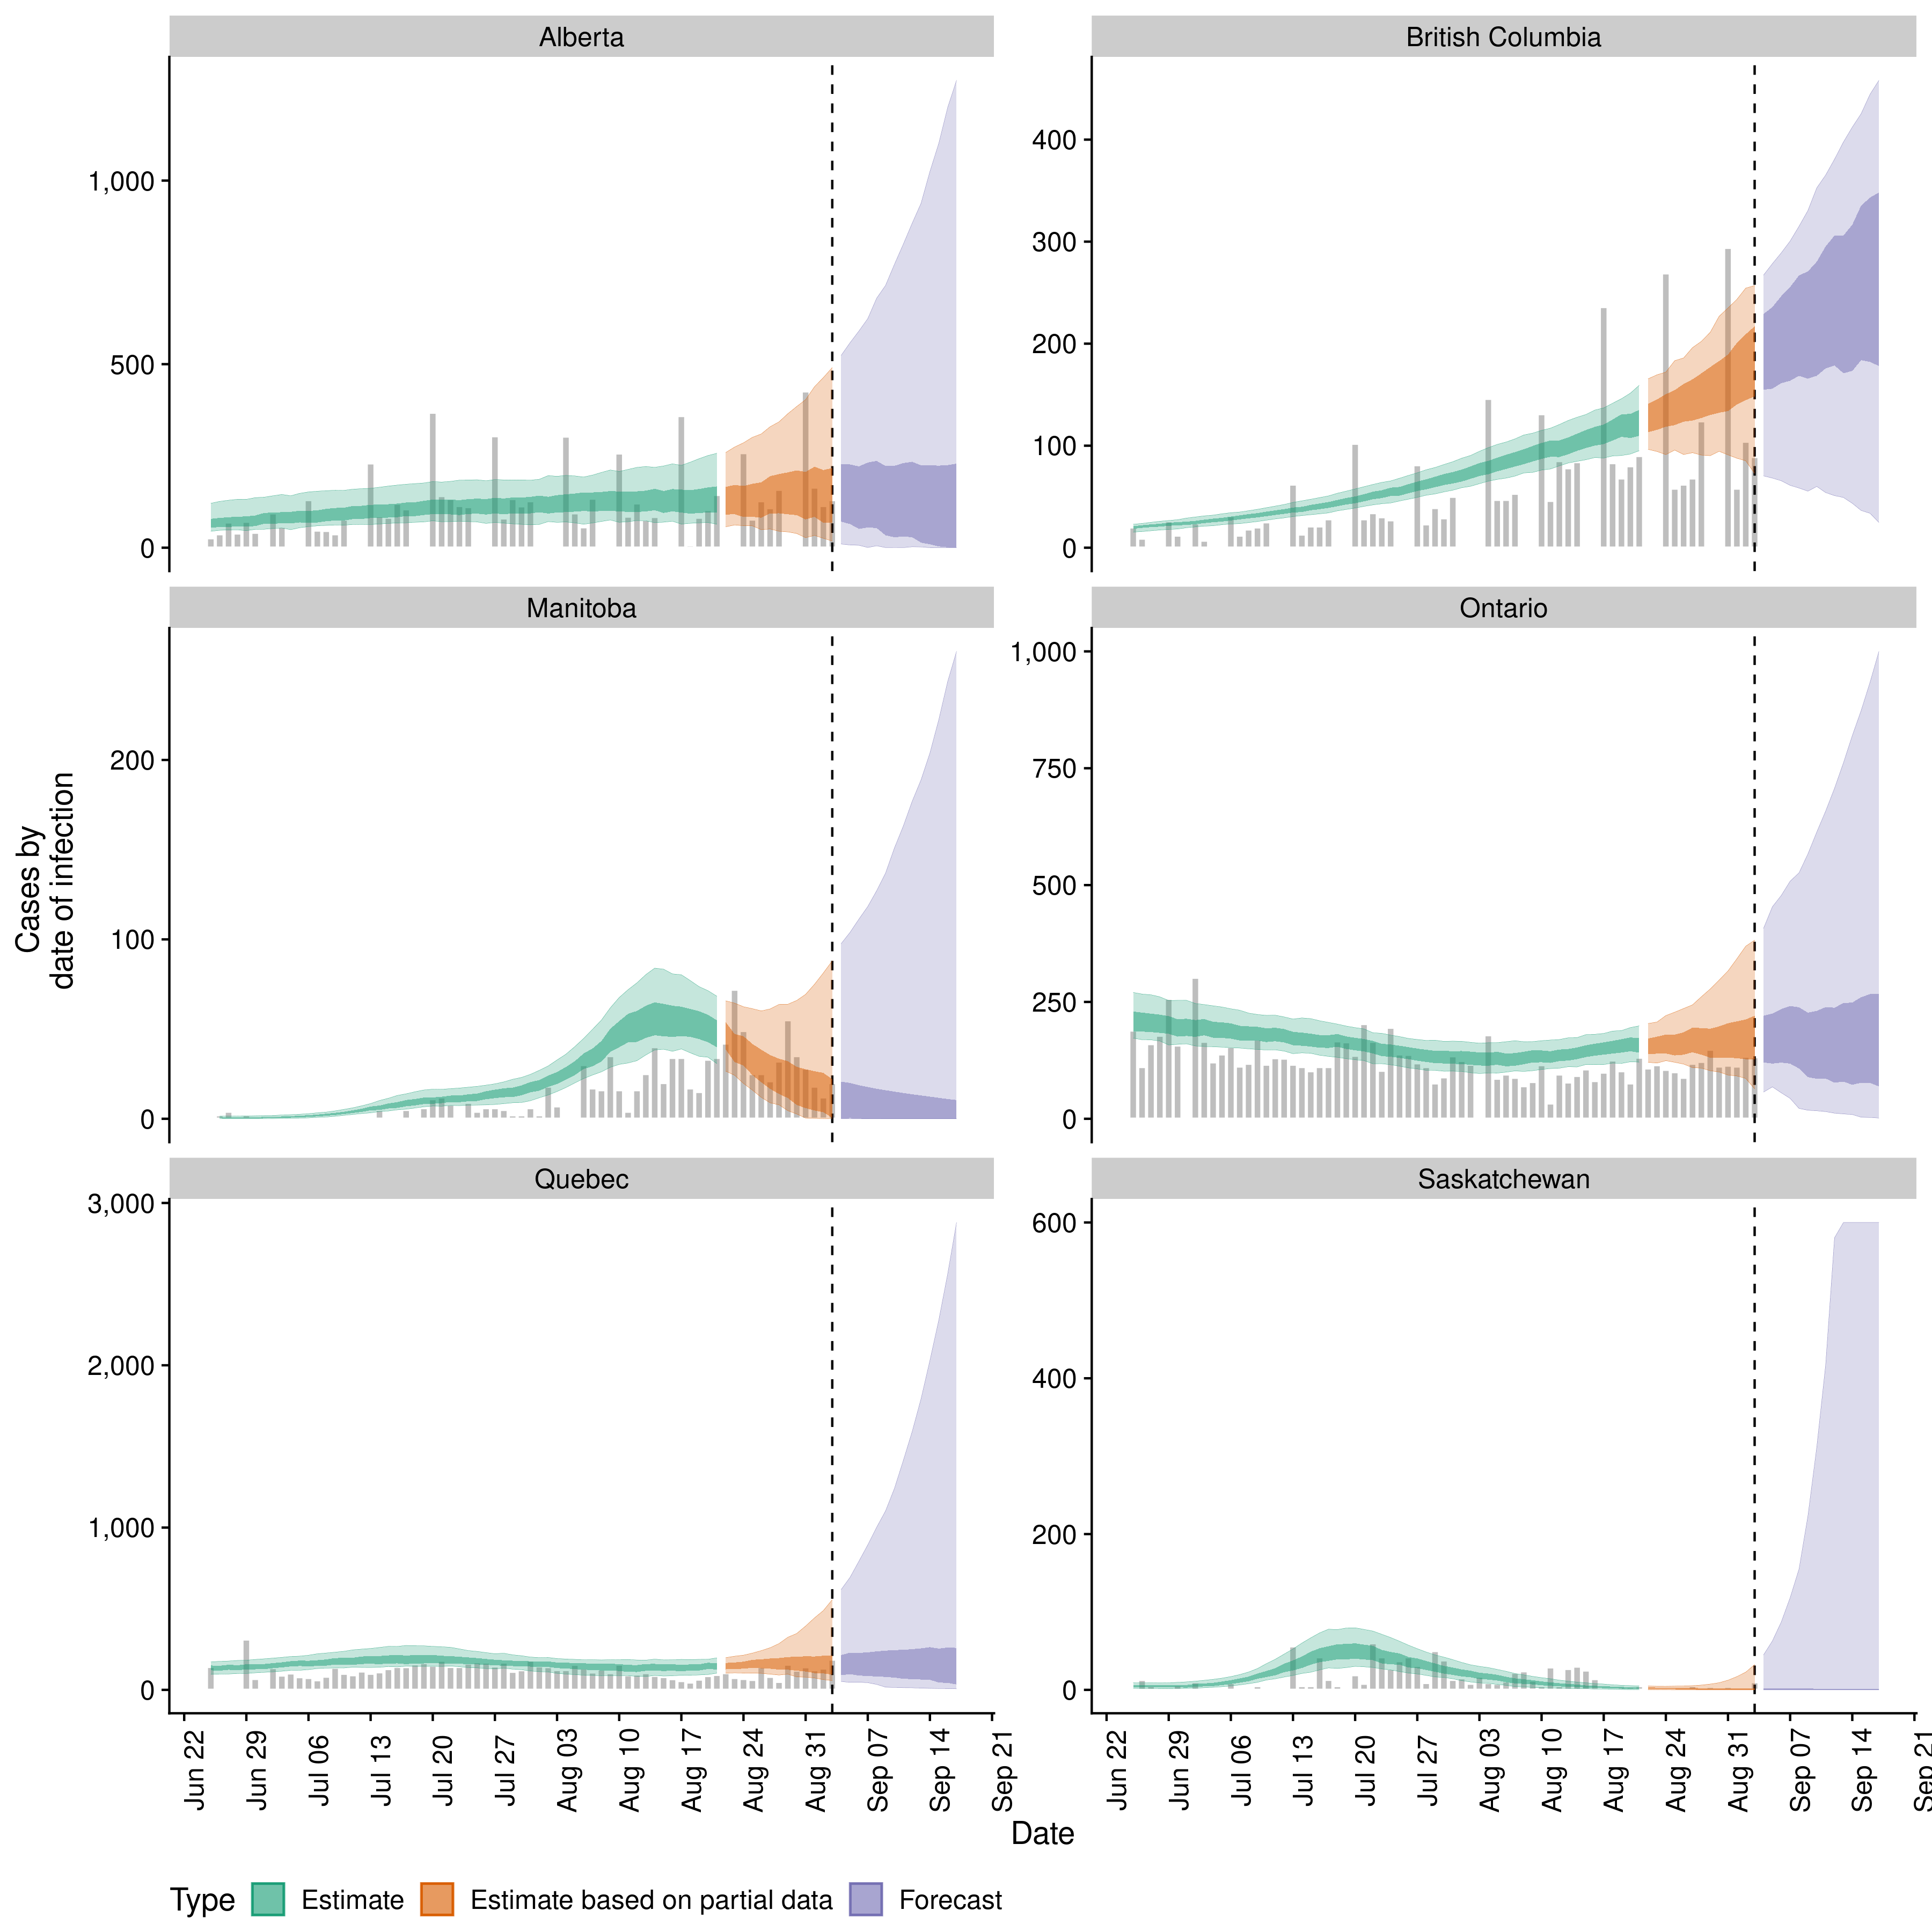 Alberta
British Columbia
1,000
500
0
400
300
200
100
0
Manitoba
Ontario
200
100
0
1,000
750
500
250
0
Cases by
date of infection
Quebec
Saskatchewan
3,000
2,000
1,000
0
600
400
200
0
Jun 22
Jun 29
Jul 06
Jul 13
Jul 20
Jul 27
Aug 03
Aug 10
Aug 17
Aug 24
Aug 31
Sep 07
Sep 14
Sep 21
Jun 22
Jun 29
Jul 06
Jul 13
Jul 20
Jul 27
Aug 03
Aug 10
Aug 17
Aug 24
Aug 31
Sep 07
Sep 14
Sep 21
Date
Type Estimate Estimate based on partial data Forecast